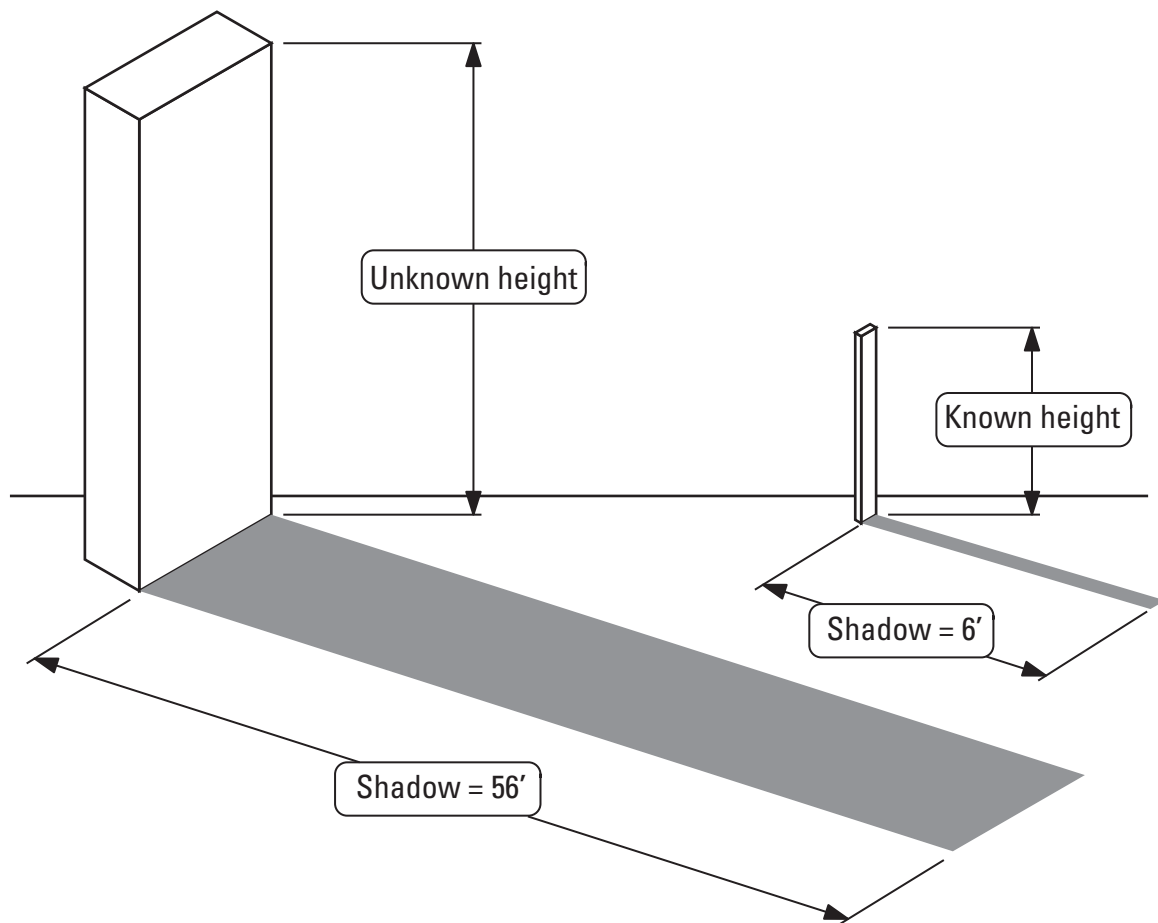 Unknown height
Known height
Shadow = 6′
Shadow = 56′